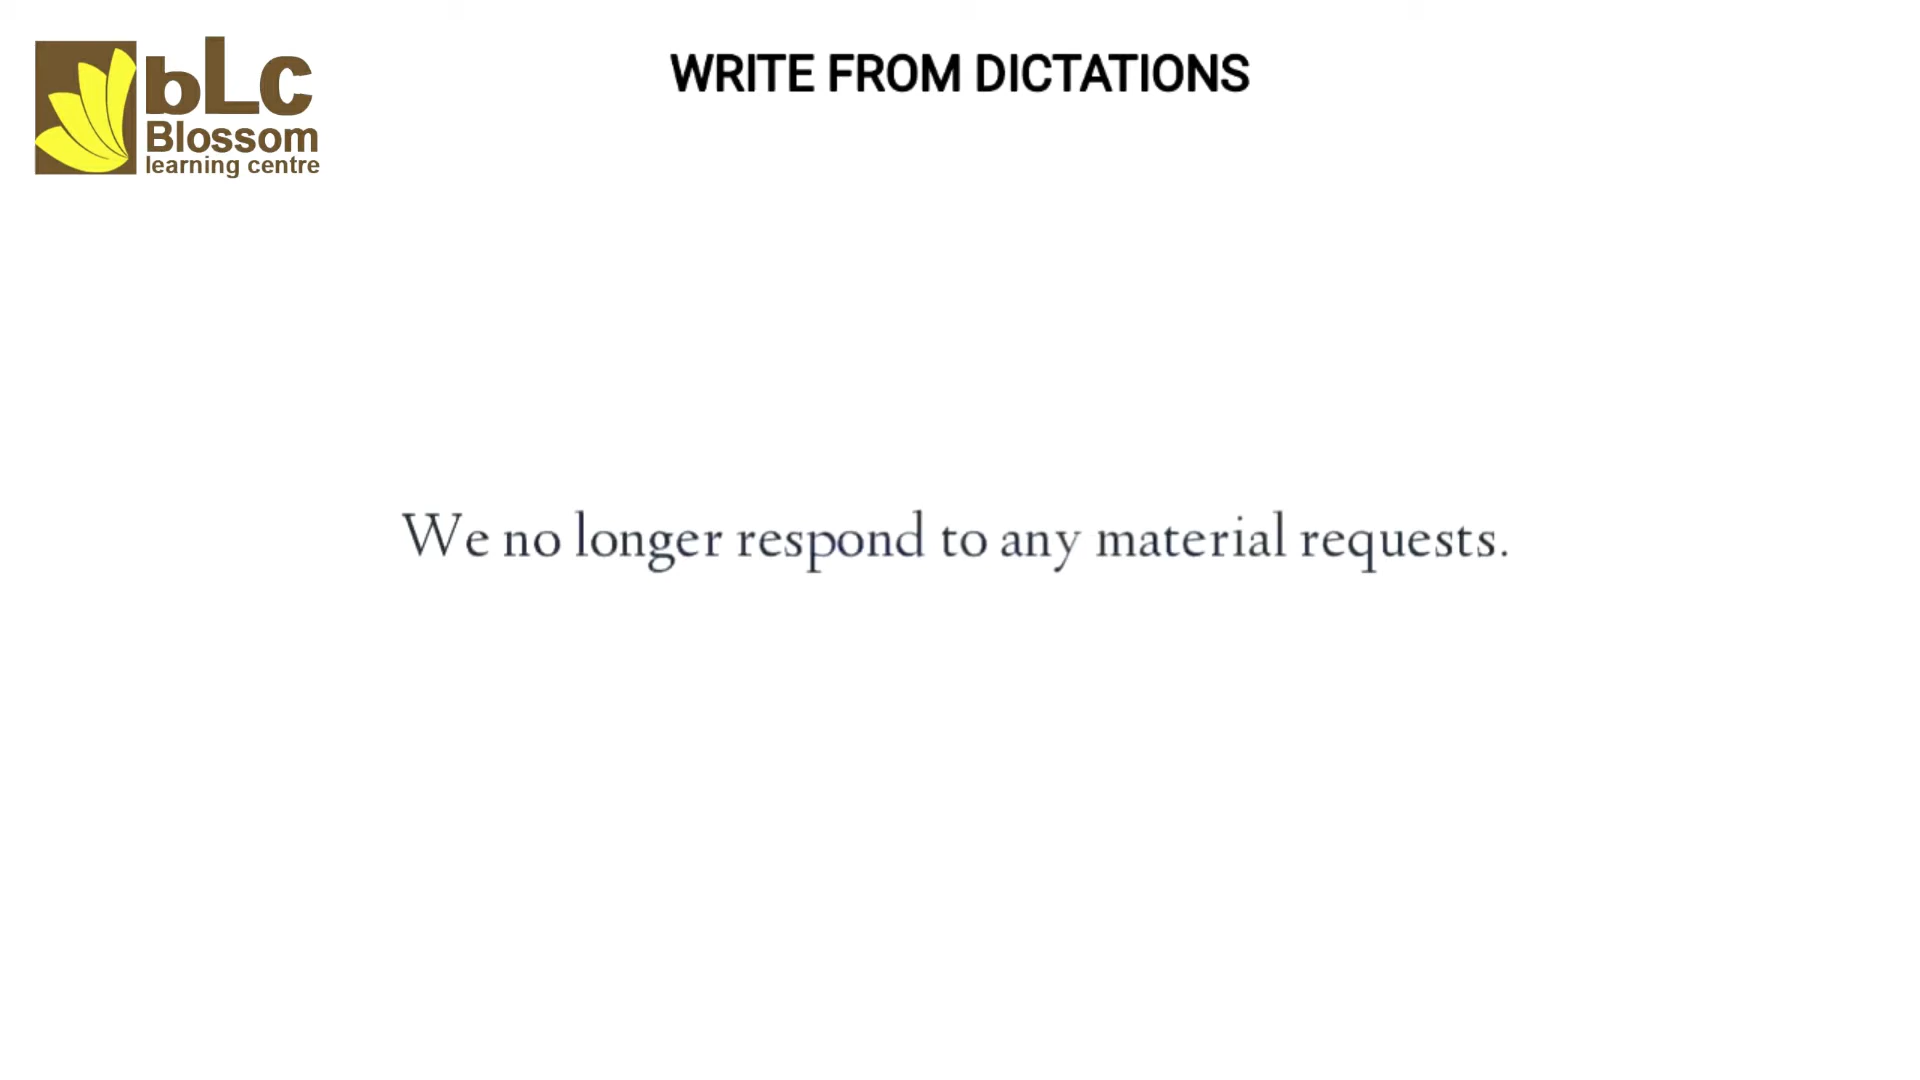 bLc
Blossom
learning centre
WRITE FROM DICTATIONS
We no longer respond to any material requests.